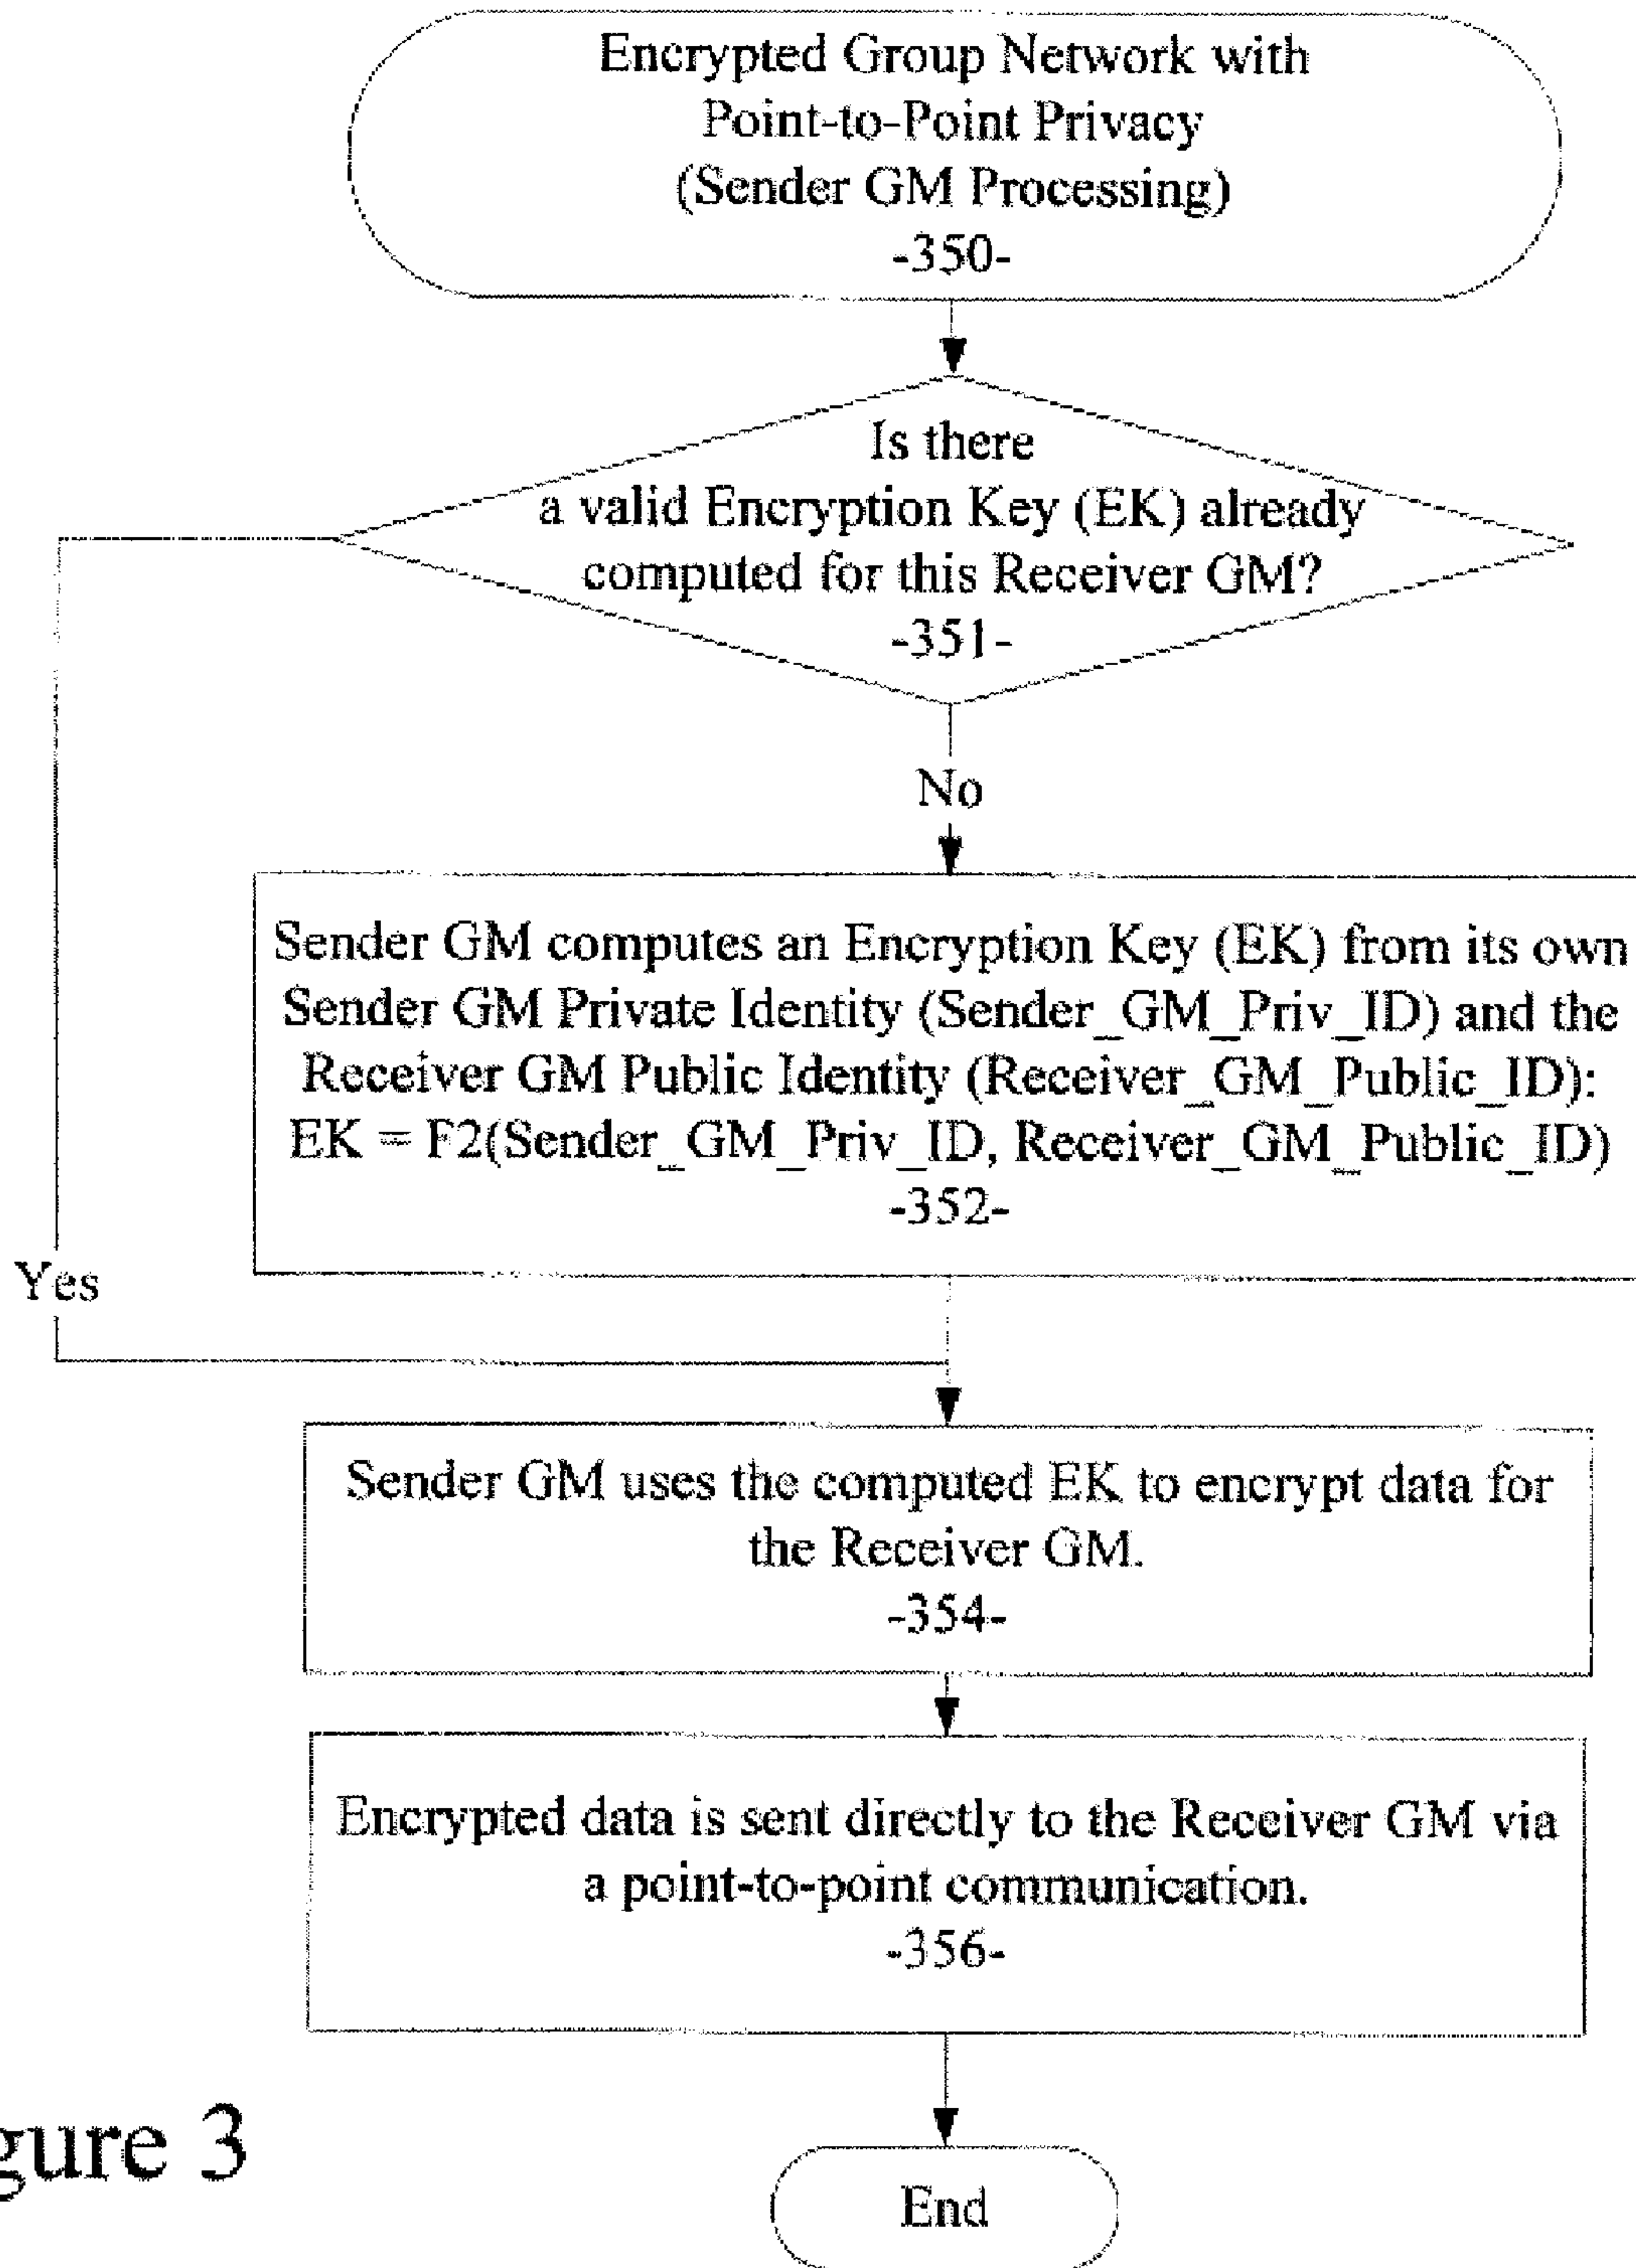 Encrypted Group Network with
Point-to-Point Privacy
(Sender GM Processing)
-350-
Is there
a valid Encryption Key (EK) already
computed for this Receiver GM?
-351-
No
Sender GM computes an Encryption Key (EK) from its own
Sender GM Private Identity (Sender_GM_Priv_ID) and the
Receiver GM Public Identity (Receiver_GM_Public_ID):
EK = F2(Sender_GM_Priv_ID, Receiver_GM_Public_ID)
-352-
Yes
Sender GM uses the computed EK to encrypt data for
the Receiver GM.
-354-
Encrypted data is sent directly to the Receiver GM via
a point-to-point communication.
-356-
gure 3
End